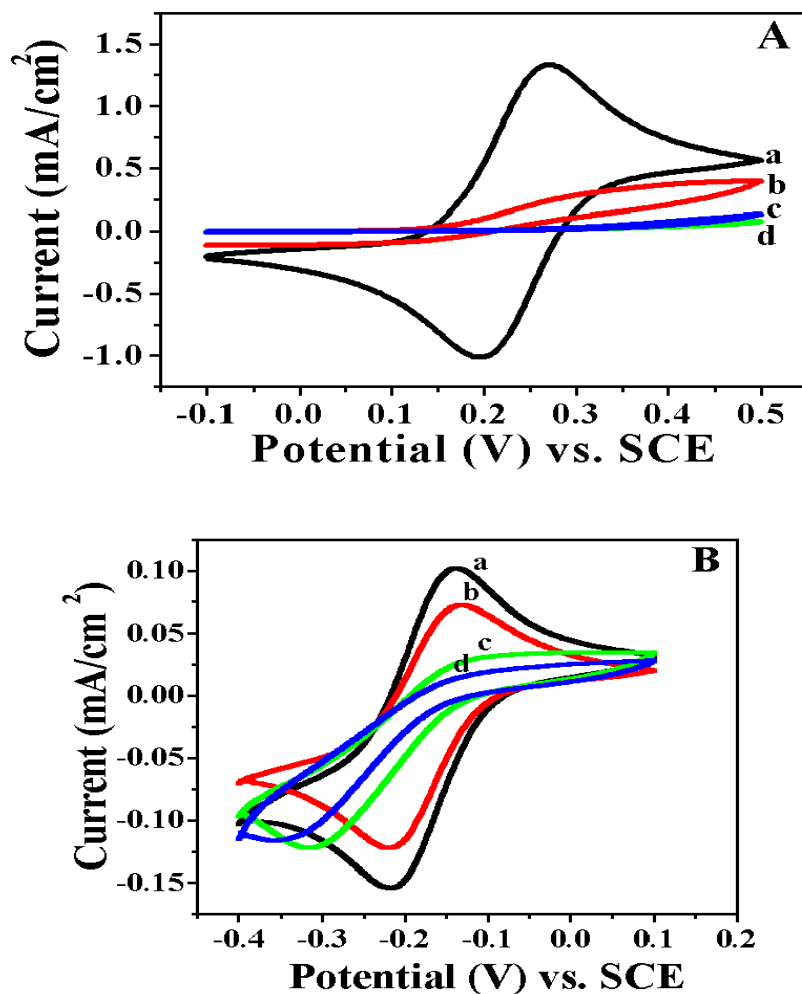 A
Current (mA/cm²)
1.5
1.0
0.5
0.0
-0.5
-1.0
a
b
c
d
-0.1 0.0 0.1 0.2 0.3 0.4 0.5
Potential (V) vs. SCE
B
Current (mA/cm²)
0.10
0.05
0.00
-0.05
-0.10
-0.15
a
b
c
d
-0.4 -0.3 -0.2 -0.1 0.0 0.1 0.2
Potential (V) vs. SCE